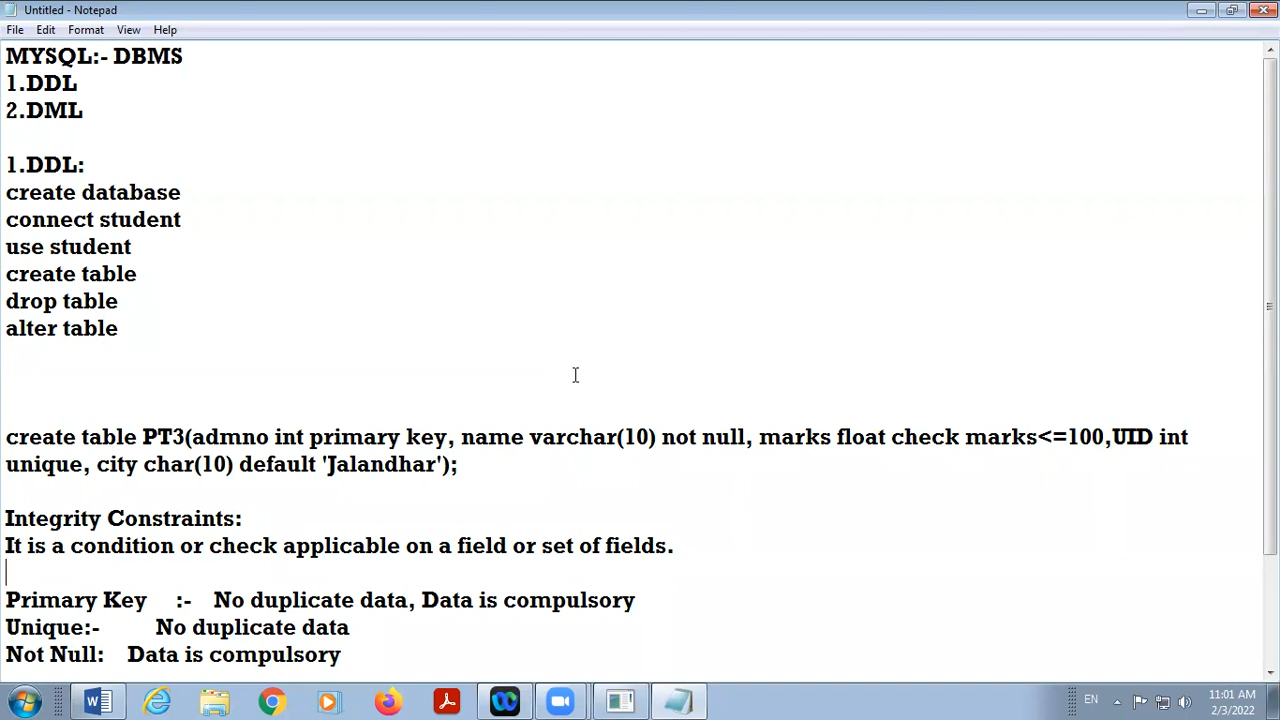 Untitled - Notepad
File Edit Format View Help
MYSQL:- DBMS
1.DDL
2.DML
1.DDL:
create database
connect student
use student
create table
drop table
alter table
create table PT3(admno int primary key, name varchar(10) not null, marks float check marks<=100,UID int
unique, city char(10) default 'Jalandhar');
Integrity Constraints:
It is a condition or check applicable on a field or set of fields.
Primary Key :- No duplicate data, Data is compulsory
Unique:- No duplicate data
Not Null: Data is compulsory
EN
11:01 AM
2/3/2022